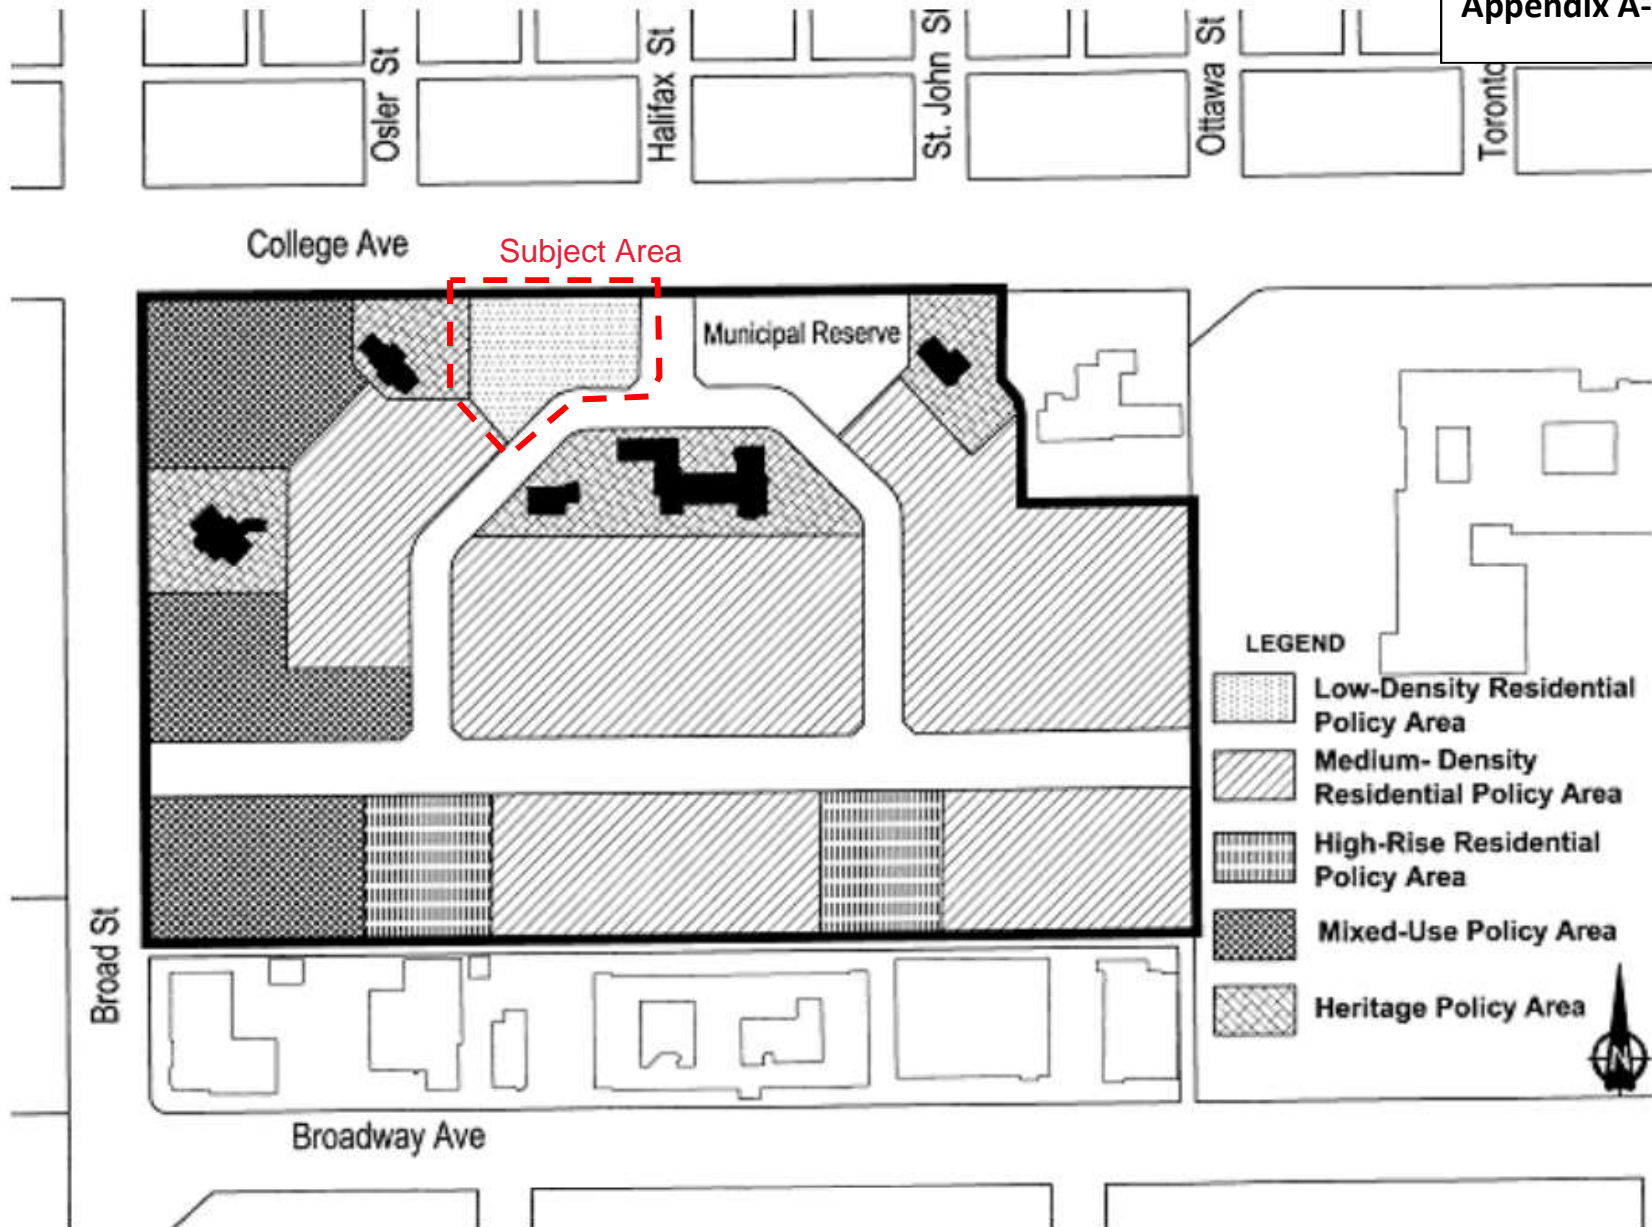 Appendix A-
Osler St
Halifax St
St. John St
Ottawa St
Toronto
College Ave
Subject Area
Municipal Reserve
LEGEND
Low-Density Residential
Policy Area
Medium- Density
Residential Policy Area
High-Rise Residential
Policy Area
Mixed-Use Policy Area
Heritage Policy Area
N
Broad St
Broadway Ave